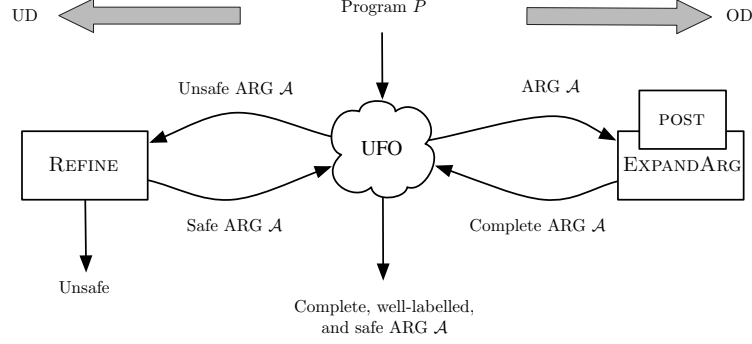 Program P
UD
OD
Unsafe ARG 𝒜
ARG 𝒜
POST
REFINE
UFO
EXPANDARG
Safe ARG 𝒜
Complete ARG 𝒜
Unsafe
Complete, well-labelled,
and safe ARG 𝒜